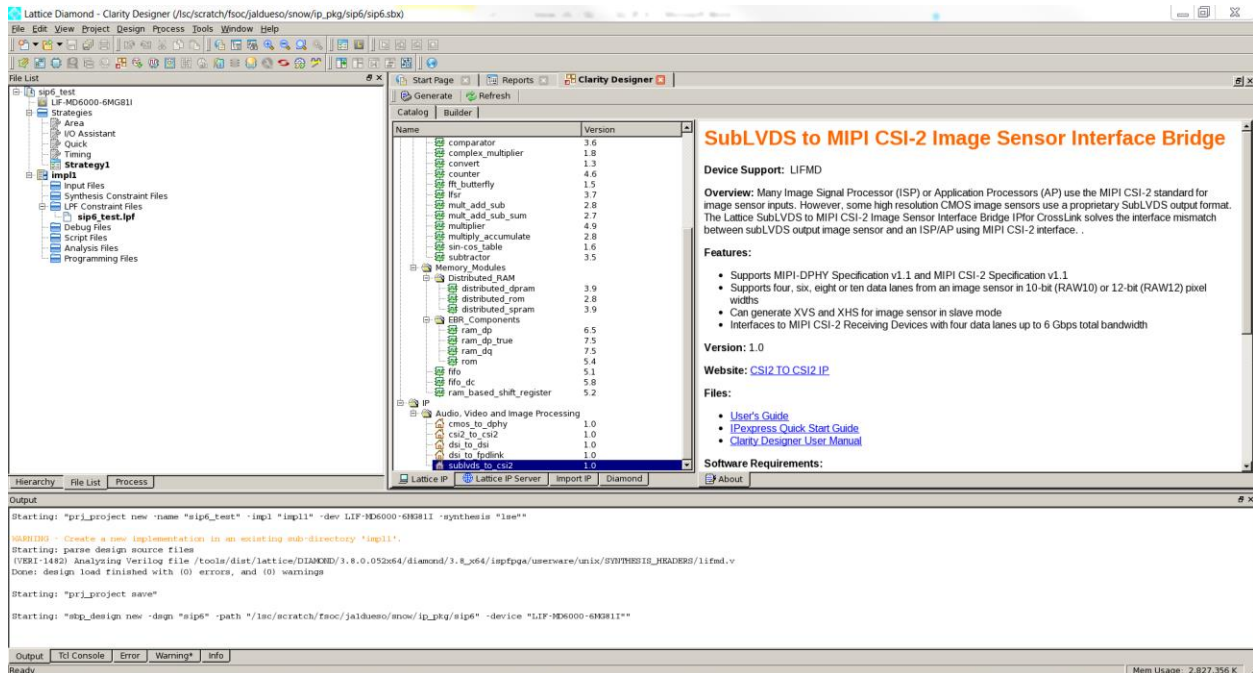 Lattice Diamond - Clarity Designer (/lsc/scratch/fsoc/jaldueso/snow/ip_pkg/sip6/sip6.sbx)
File Edit View Project Design Process Tools Window Help
File List
sip6_test
LIF-MD6000-6MG81I
Strategies
Area
I/O Assistant
Quick
Timing
Strategy1
impl1
Input Files
Synthesis Constraint Files
LPF Constraint Files
sip6_test.lpf
Debug Files
Script Files
Analysis Files
Programming Files
Hierarchy File List Process
Start Page Reports Clarity Designer
Generate Refresh
Catalog Builder
Name Version
comparator 3.6
complex_multiplier 1.8
convert 1.3
counter 4.6
fft_butterfly 1.5
lfsr 3.7
mult_add_sub 2.8
mult_add_sub_sum 2.7
multiplier 4.9
multiply_accumulate 2.8
sin-cos_table 1.6
subtractor 3.5
Memory_Modules
Distributed_RAM
distributed_dpram 3.9
distributed_rom 2.8
distributed_spram 3.9
EBR_Components
ram_dp 6.5
ram_dp_true 7.5
ram_dq 7.5
rom 5.4
fifo 5.1
fifo_dc 5.8
ram_based_shift_register 5.2
IP
Audio, Video and Image Processing
cmos_to_dphy 1.0
csi2_to_csi2 1.0
dsi_to_dsi 1.0
dsi_to_fpdlink 1.0
sublvds_to_csi2 1.0
Lattice IP Lattice IP Server Import IP Diamond
SubLVDS to MIPI CSI-2 Image Sensor Interface Bridge
Device Support: LIFMD
Overview: Many Image Signal Processor (ISP) or Application Processors (AP) use the MIPI CSI-2 standard for
image sensor inputs. However, some high resolution CMOS image sensors use a proprietary SubLVDS output format.
The Lattice SubLVDS to MIPI CSI-2 Image Sensor Interface Bridge IPfor CrossLink solves the interface mismatch
between subLVDS output image sensor and an ISP/AP using MIPI CSI-2 interface. .
Features:
• Supports MIPI-DPHY Specification v1.1 and MIPI CSI-2 Specification v1.1
• Supports four, six, eight or ten data lanes from an image sensor in 10-bit (RAW10) or 12-bit (RAW12) pixel
widths
• Can generate XVS and XHS for image sensor in slave mode
• Interfaces to MIPI CSI-2 Receiving Devices with four data lanes up to 6 Gbps total bandwidth
Version: 1.0
Website: CSI2 TO CSI2 IP
Files:
• User's Guide
• IPexpress Quick Start Guide
• Clarity Designer User Manual
Software Requirements:
About
Output
Starting: "prj_project new -name "sip6_test" -impl "impl1" -dev LIF-MD6000-6MG81I -synthesis "lse""
WARNING - Create a new implementation in an existing sub-directory 'impl1'.
Starting: parse design source files
(VERI-1482) Analyzing Verilog file /tools/dist/lattice/DIAMOND/3.8.0.052x64/diamond/3.8_x64/ispfpga/userware/unix/SYNTHESIS_HEADERS/lifmd.v
Done: design load finished with (0) errors, and (0) warnings
Starting: "prj_project save"
Starting: "sbp_design new -dsgn "sip6" -path "/lsc/scratch/fsoc/jaldueso/snow/ip_pkg/sip6" -device "LIF-MD6000-6MG81I""
Output Tcl Console Error Warning* Info
Ready
Mem Usage: 2,827,356 K